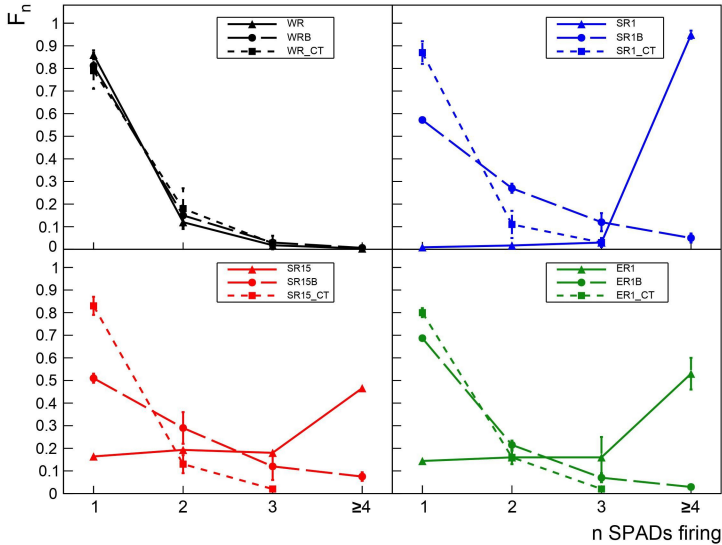 Fn
1
0.9
0.8
0.7
0.6
0.5
0.4
0.3
0.2
0.1
0
WR
WRB
WR_CT
SR1
SR1B
SR1_CT
1
0.9
0.8
0.7
0.6
0.5
0.4
0.3
0.2
0.1
0
SR15
SR15B
SR15_CT
ER1
ER1B
ER1_CT
1 2 3 ≥4 1 2 3 ≥4
n SPADs firing